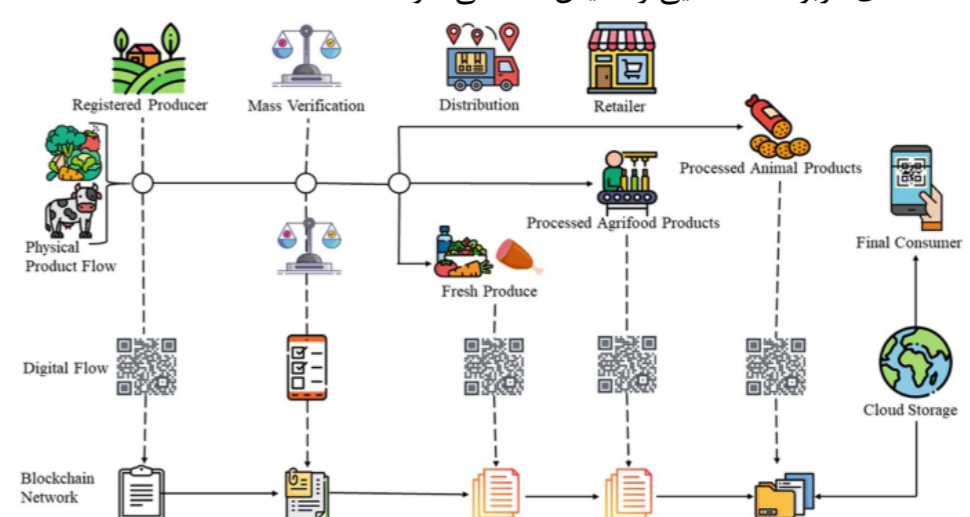 Registered Producer
Mass Verification
Distribution
Retailer
Processed Animal Products
Processed Agrifood Products
Physical
Product Flow
Final Consumer
Fresh Produce
Digital Flow
Cloud Storage
Blockchain
Network